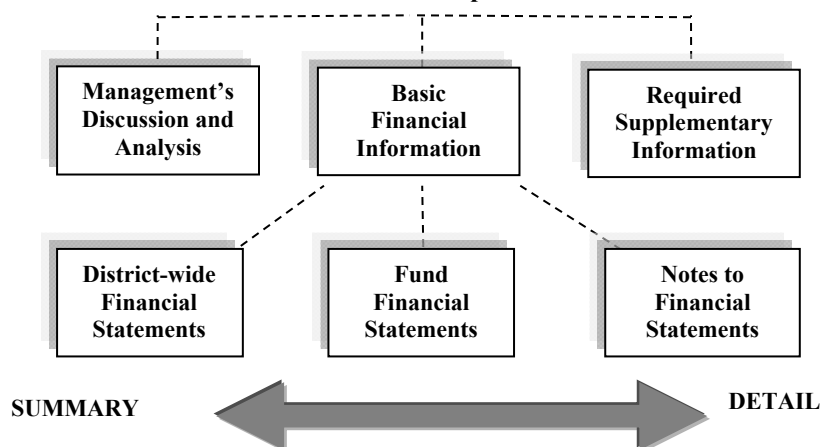 Management's
Discussion and
Analysis
Basic
Financial
Information
Required
Supplementary
Information
District-wide
Financial
Statements
Fund
Financial
Statements
Notes to
Financial
Statements
SUMMARY
DETAIL